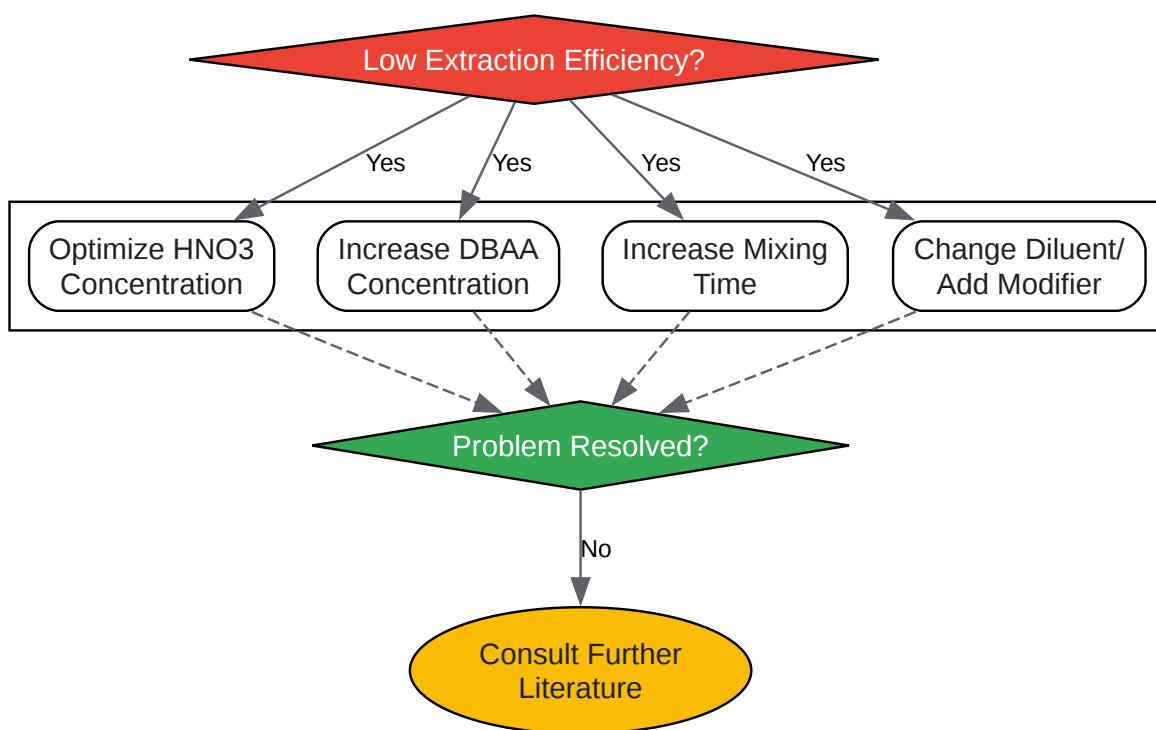 Low Extraction Efficiency?
Yes
Yes
Yes
Yes
Optimize HNO3
Concentration
Increase DBAA
Concentration
Increase Mixing
Time
Change Diluent/
Add Modifier
Problem Resolved?
No
Consult Further
Literature